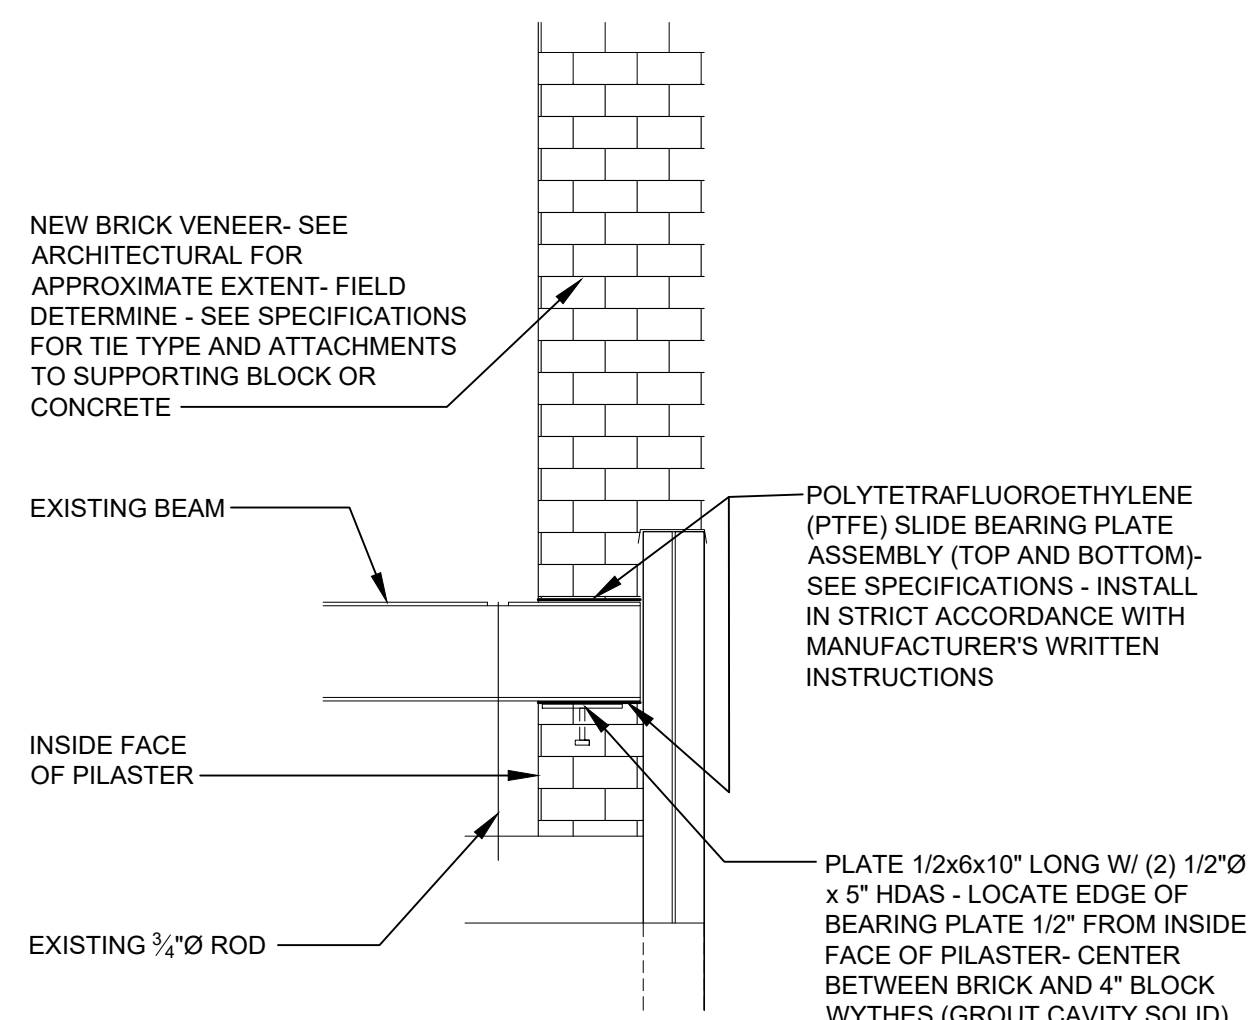 NEW BRICK VENEER- SEE
ARCHITECTURAL FOR
APPROXIMATE EXTENT- FIELD
DETERMINE - SEE SPECIFICATIONS
FOR TIE TYPE AND ATTACHMENTS
TO SUPPORTING BLOCK OR
CONCRETE
EXISTING BEAM
POLYTETRAFLUOROETHYLENE
(PTFE) SLIDE BEARING PLATE
ASSEMBLY (TOP AND BOTTOM)-
SEE SPECIFICATIONS - INSTALL
IN STRICT ACCORDANCE WITH
MANUFACTURER'S WRITTEN
INSTRUCTIONS
INSIDE FACE
OF PILASTER
EXISTING ¾"Ø ROD
PLATE 1/2x6x10" LONG W/ (2) 1/2"Ø
x 5" HDAS - LOCATE EDGE OF
BEARING PLATE 1/2" FROM INSIDE
FACE OF PILASTER- CENTER
BETWEEN BRICK AND 4" BLOCK
WYTHES (GROUT CAVITY SOLID)